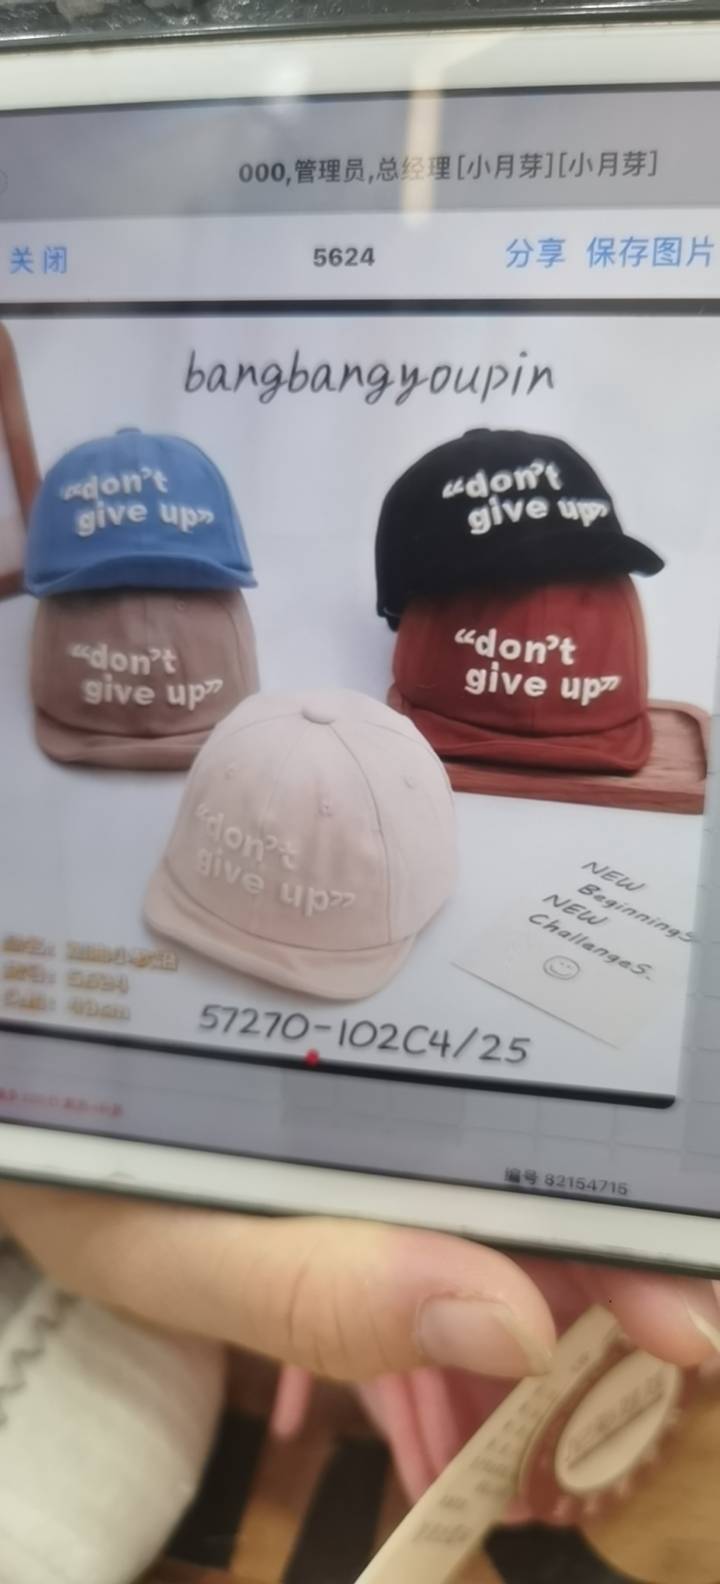 000,管理员,总经理[小月芽][小月芽]
关闭
5624
分享 保存图片
bangbangyoupin
“don’t
give up”
“don’t
give up”
“don’t
give up”
“don’t
give up”
“don’t
give up”
NEW
Beginnings
NEW
Challenges.
57270-102C4/25
编号 82154715